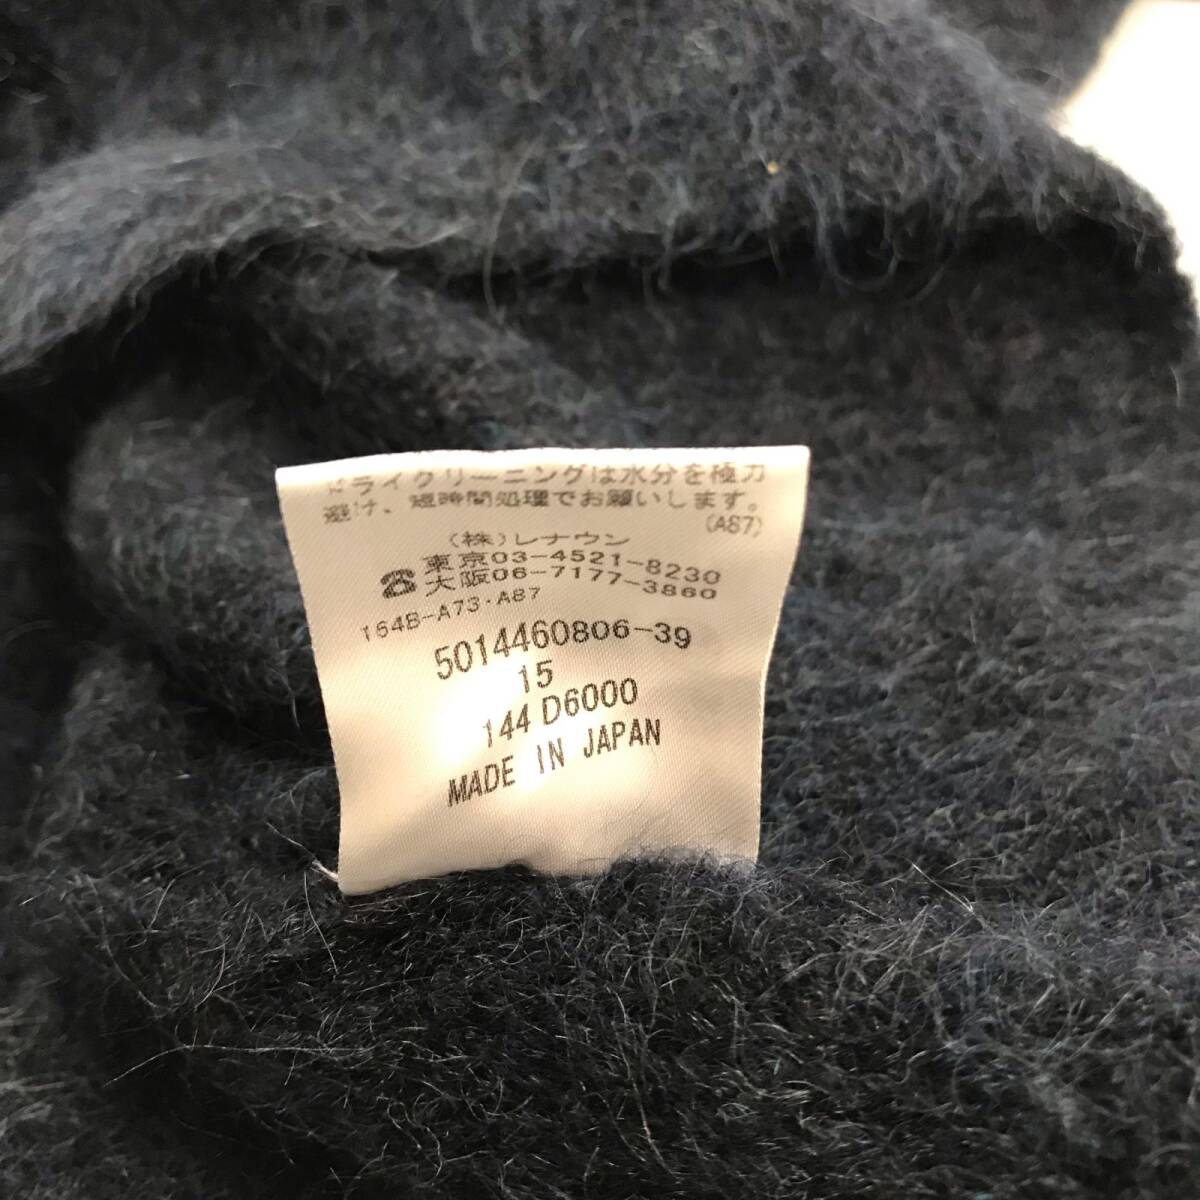 ドライクリーニングは水分を極力
避け、短時間処理でお願いします。
(A87)
(株)レナウン
☎ 東京03-4521-8230
大阪06-7177-3860
164B-A73・A87
5014460806-39
15
144 D6000
MADE IN JAPAN